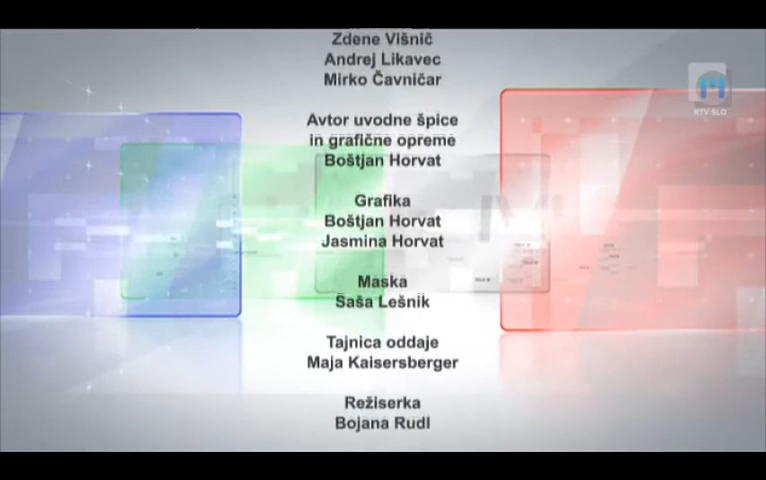 Zdene Višnič
Andrej Likavec
Mirko Čavničar
Avtor uvodne špice
in grafične opreme
Boštjan Horvat
Grafika
Boštjan Horvat
Jasmina Horvat
Maska
Saša Lešnik
Tajnica oddaje
Maja Kaisersberger
Režiserka
Bojana Rudl
RTV SLO